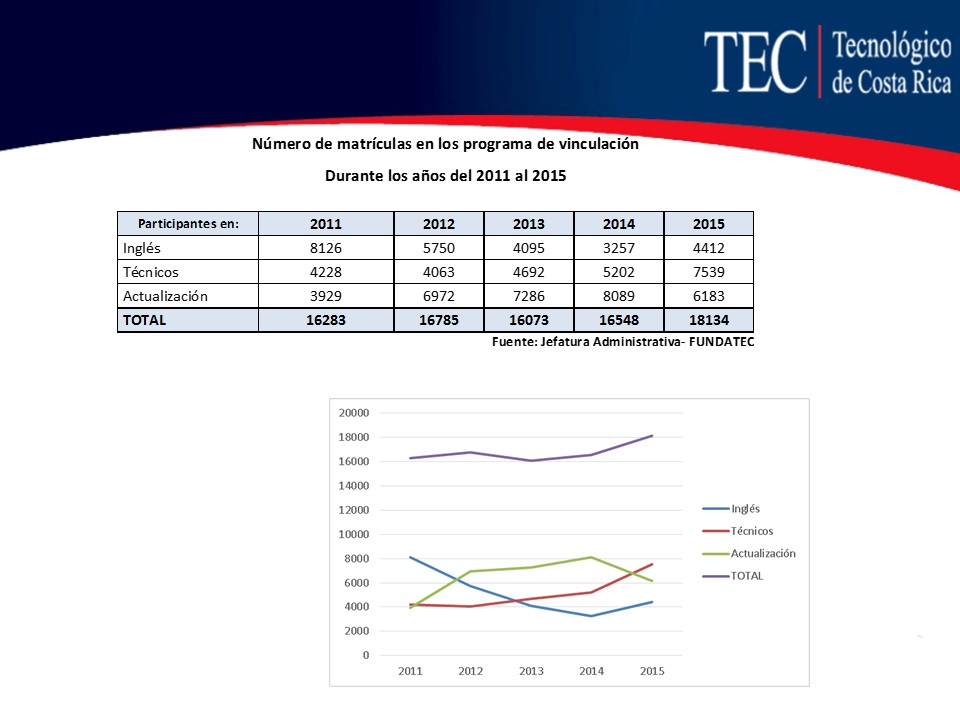 TEC Tecnológico
de Costa Rica
Número de matrículas en los programa de vinculación
Durante los años del 2011 al 2015
Participantes en: 2011 2012 2013 2014 2015
Inglés 8126 5750 4095 3257 4412
Técnicos 4228 4063 4692 5202 7539
Actualización 3929 6972 7286 8089 6183
TOTAL 16283 16785 16073 16548 18134
Fuente: Jefatura Administrativa- FUNDATEC
20000
18000
16000
14000
12000
10000
8000
6000
4000
2000
0
2011 2012 2013 2014 2015
Inglés
Técnicos
Actualización
TOTAL